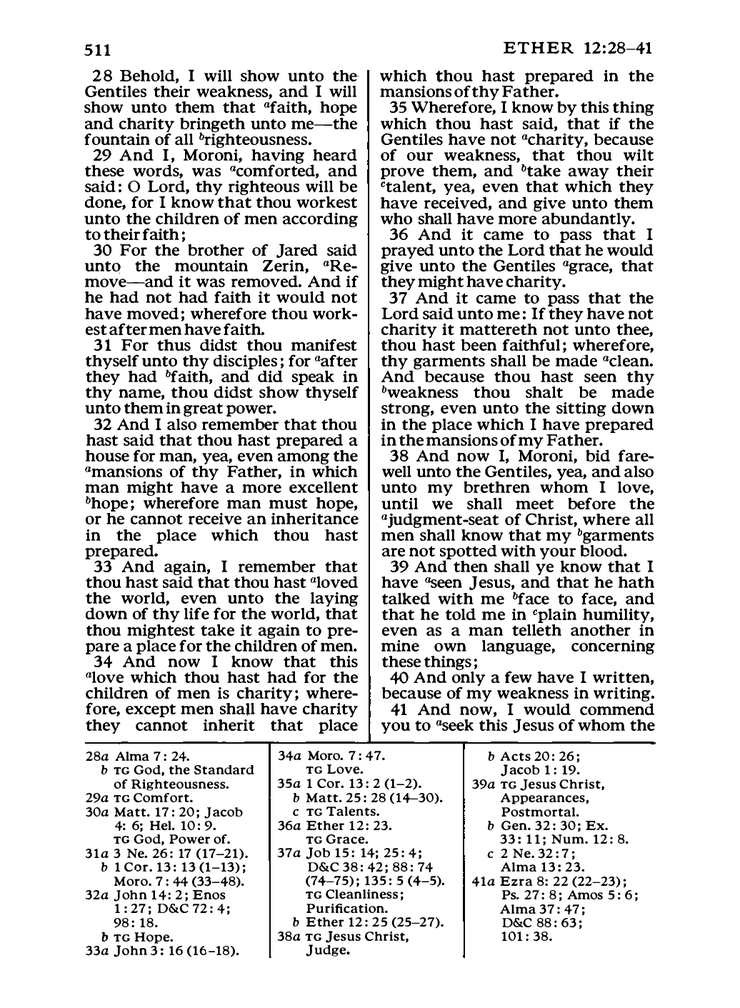 511
ETHER 12:28–41
28 Behold, I will show unto the
Gentiles their weakness, and I will
show unto them that ᵃfaith, hope
and charity bringeth unto me—the
fountain of all ᵇrighteousness.
29 And I, Moroni, having heard
these words, was ᵃcomforted, and
said: O Lord, thy righteous will be
done, for I know that thou workest
unto the children of men according
to their faith;
30 For the brother of Jared said
unto the mountain Zerin, ᵃRe-
move—and it was removed. And if
he had not had faith it would not
have moved; wherefore thou work-
est after men have faith.
31 For thus didst thou manifest
thyself unto thy disciples; for ᵃafter
they had ᵇfaith, and did speak in
thy name, thou didst show thyself
unto them in great power.
32 And I also remember that thou
hast said that thou hast prepared a
house for man, yea, even among the
ᵃmansions of thy Father, in which
man might have a more excellent
ᵇhope; wherefore man must hope,
or he cannot receive an inheritance
in the place which thou hast
prepared.
33 And again, I remember that
thou hast said that thou hast ᵃloved
the world, even unto the laying
down of thy life for the world, that
thou mightest take it again to pre-
pare a place for the children of men.
34 And now I know that this
ᵃlove which thou hast had for the
children of men is charity; where-
fore, except men shall have charity
they cannot inherit that place
which thou hast prepared in the
mansions of thy Father.
35 Wherefore, I know by this thing
which thou hast said, that if the
Gentiles have not ᵃcharity, because
of our weakness, that thou wilt
prove them, and ᵇtake away their
ᶜtalent, yea, even that which they
have received, and give unto them
who shall have more abundantly.
36 And it came to pass that I
prayed unto the Lord that he would
give unto the Gentiles ᵃgrace, that
they might have charity.
37 And it came to pass that the
Lord said unto me: If they have not
charity it mattereth not unto thee,
thou hast been faithful; wherefore,
thy garments shall be made ᵃclean.
And because thou hast seen thy
ᵇweakness thou shalt be made
strong, even unto the sitting down
in the place which I have prepared
in the mansions of my Father.
38 And now I, Moroni, bid fare-
well unto the Gentiles, yea, and also
unto my brethren whom I love,
until we shall meet before the
ᵃjudgment-seat of Christ, where all
men shall know that my ᵇgarments
are not spotted with your blood.
39 And then shall ye know that I
have ᵃseen Jesus, and that he hath
talked with me ᵇface to face, and
that he told me in ᶜplain humility,
even as a man telleth another in
mine own language, concerning
these things;
40 And only a few have I written,
because of my weakness in writing.
41 And now, I would commend
you to ᵃseek this Jesus of whom the
28a Alma 7: 24.
b TG God, the Standard
of Righteousness.
29a TG Comfort.
30a Matt. 17: 20; Jacob
4: 6; Hel. 10: 9.
TG God, Power of.
31a 3 Ne. 26: 17 (17–21).
b 1 Cor. 13: 13 (1–13);
Moro. 7: 44 (33–48).
32a John 14: 2; Enos
1: 27; D&C 72: 4;
98: 18.
b TG Hope.
33a John 3: 16 (16–18).
34a Moro. 7: 47.
TG Love.
35a 1 Cor. 13: 2 (1–2).
b Matt. 25: 28 (14–30).
c TG Talents.
36a Ether 12: 23.
TG Grace.
37a Job 15: 14; 25: 4;
D&C 38: 42; 88: 74
(74–75); 135: 5 (4–5).
TG Cleanliness;
Purification.
b Ether 12: 25 (25–27).
38a TG Jesus Christ,
Judge.
b Acts 20: 26;
Jacob 1: 19.
39a TG Jesus Christ,
Appearances,
Postmortal.
b Gen. 32: 30; Ex.
33: 11; Num. 12: 8.
c 2 Ne. 32: 7;
Alma 13: 23.
41a Ezra 8: 22 (22–23);
Ps. 27: 8; Amos 5: 6;
Alma 37: 47;
D&C 88: 63;
101: 38.